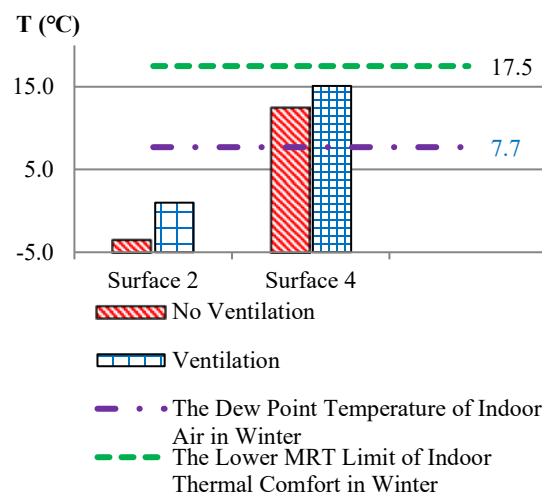 T (°C)
17.5
15.0
7.7
5.0
-5.0
Surface 2 Surface 4
No Ventilation
Ventilation
The Dew Point Temperature of Indoor
Air in Winter
The Lower MRT Limit of Indoor
Thermal Comfort in Winter